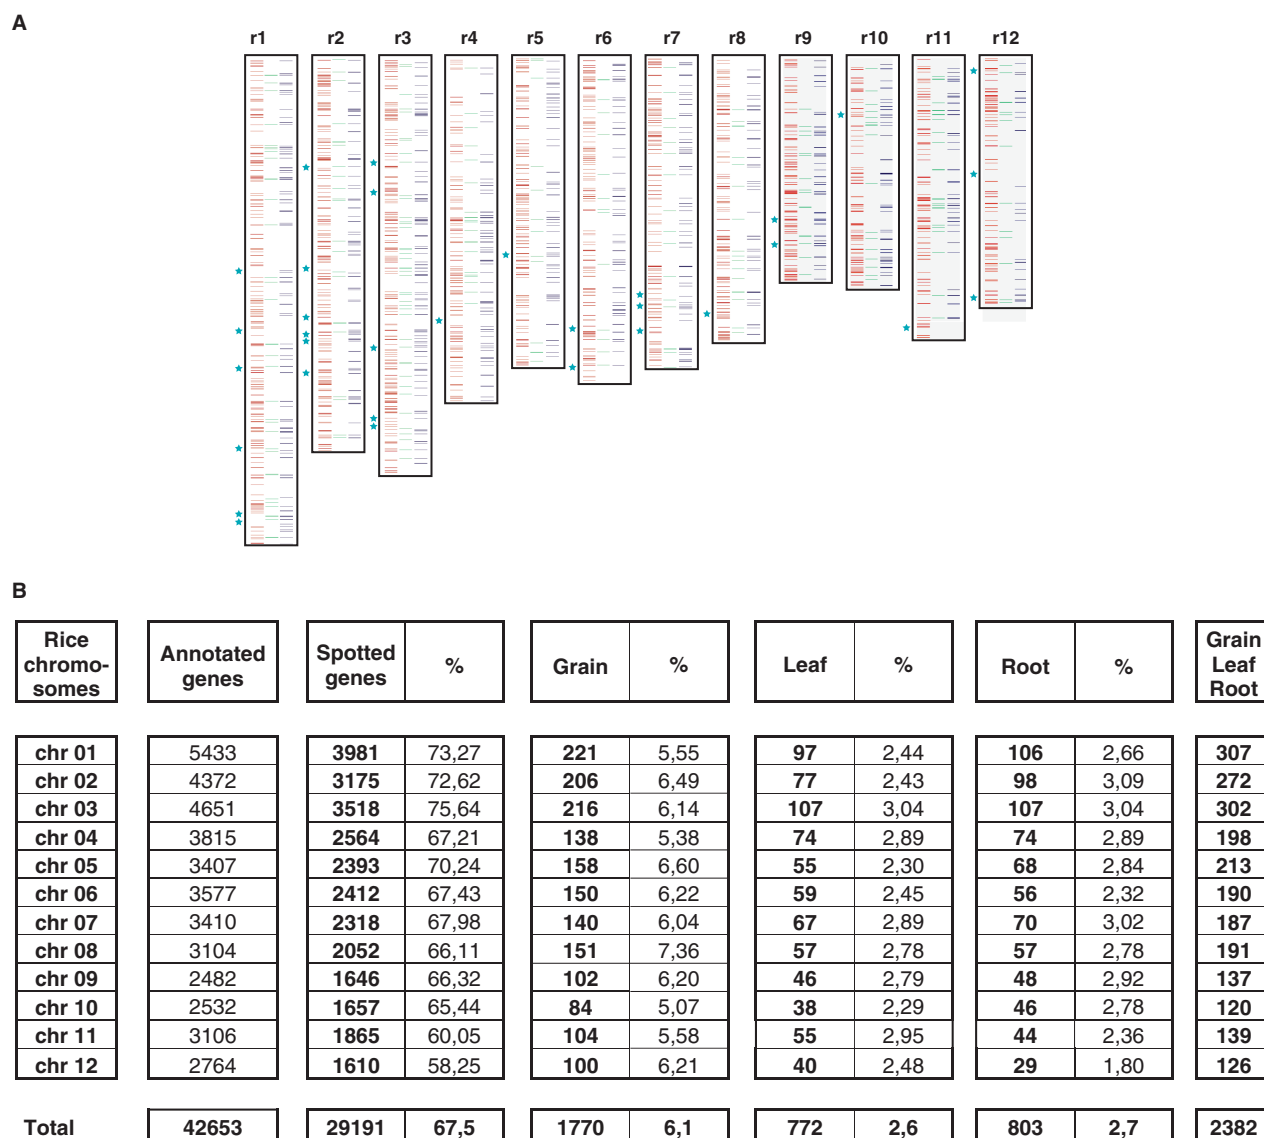 A
r1 r2 r3 r4 r5 r6 r7 r8 r9 r10 r11 r12
B
Rice chromo- somes
Annotated genes
Spotted genes
%
Grain
%
Leaf
%
Root
%
Grain Leaf Root
chr 01 5433 3981 73,27 221 5,55 97 2,44 106 2,66 307
chr 02 4372 3175 72,62 206 6,49 77 2,43 98 3,09 272
chr 03 4651 3518 75,64 216 6,14 107 3,04 107 3,04 302
chr 04 3815 2564 67,21 138 5,38 74 2,89 74 2,89 198
chr 05 3407 2393 70,24 158 6,60 55 2,30 68 2,84 213
chr 06 3577 2412 67,43 150 6,22 59 2,45 56 2,32 190
chr 07 3410 2318 67,98 140 6,04 67 2,89 70 3,02 187
chr 08 3104 2052 66,11 151 7,36 57 2,78 57 2,78 191
chr 09 2482 1646 66,32 102 6,20 46 2,79 48 2,92 137
chr 10 2532 1657 65,44 84 5,07 38 2,29 46 2,78 120
chr 11 3106 1865 60,05 104 5,58 55 2,95 44 2,36 139
chr 12 2764 1610 58,25 100 6,21 40 2,48 29 1,80 126
Total 42653 29191 67,5 1770 6,1 772 2,6 803 2,7 2382